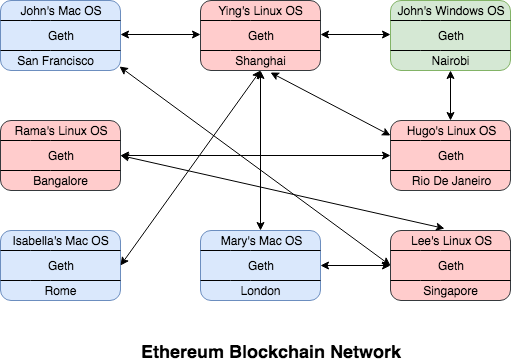 John's Mac OS
Geth
San Francisco
Ying's Linux OS
Geth
Shanghai
John's Windows OS
Geth
Nairobi
Rama's Linux OS
Geth
Bangalore
Hugo's Linux OS
Geth
Rio De Janeiro
Isabella's Mac OS
Geth
Rome
Mary's Mac OS
Geth
London
Lee's Linux OS
Geth
Singapore
Ethereum Blockchain Network